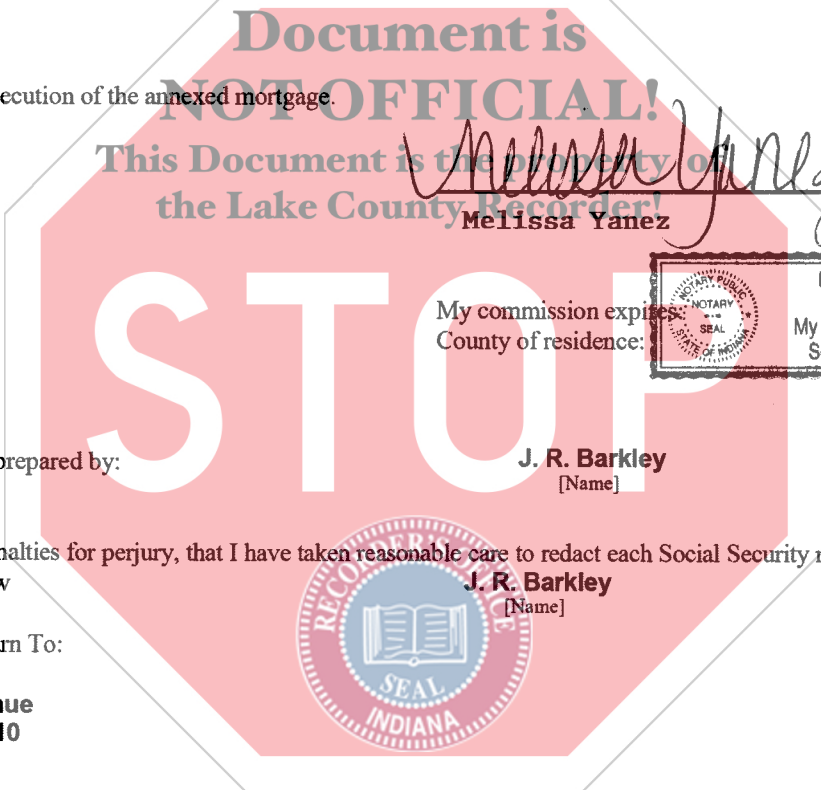 Document is
NOT OFFICIAL!
ecution of the annexed mortgage.
This Document is the property of
the Lake County Recorder!
Melissa Yanez
Melissa Yanez
STOP
My commission expires:
County of residence:
NOTARY PUBLIC
NOTARY
SEAL
STATE OF INDIANA
My
prepared by:
J. R. Barkley
[Name]
nalties for perjury, that I have taken reasonable care to redact each Social Security
J. R. Barkley
[Name]
rn To:
nue
10
RECORDER'S OFFICE
SEAL
INDIANA